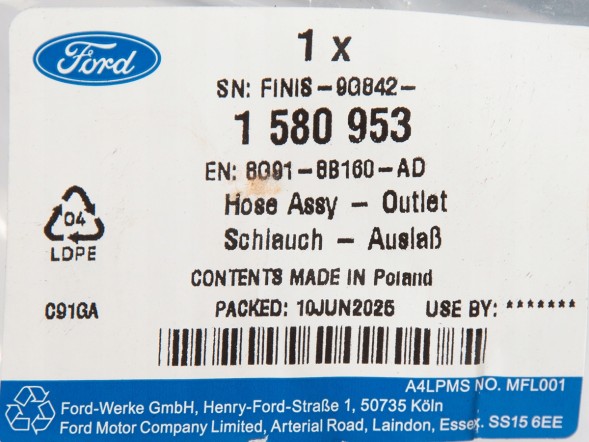 Ford
1 x
SN: FINIS-9G842-
1 580 953
EN: 8G91-8B160-AD
Hose Assy - Outlet
Schlauch - Auslaß
04
LDPE
CONTENTS MADE IN Poland
C91GA
PACKED: 10JUN2025 USE BY: *******
A4LPMS NO. MFL001
Ford-Werke GmbH, Henry-Ford-Straße 1, 50735 Köln
Ford Motor Company Limited, Arterial Road, Laindon, Essex. SS15 6EE